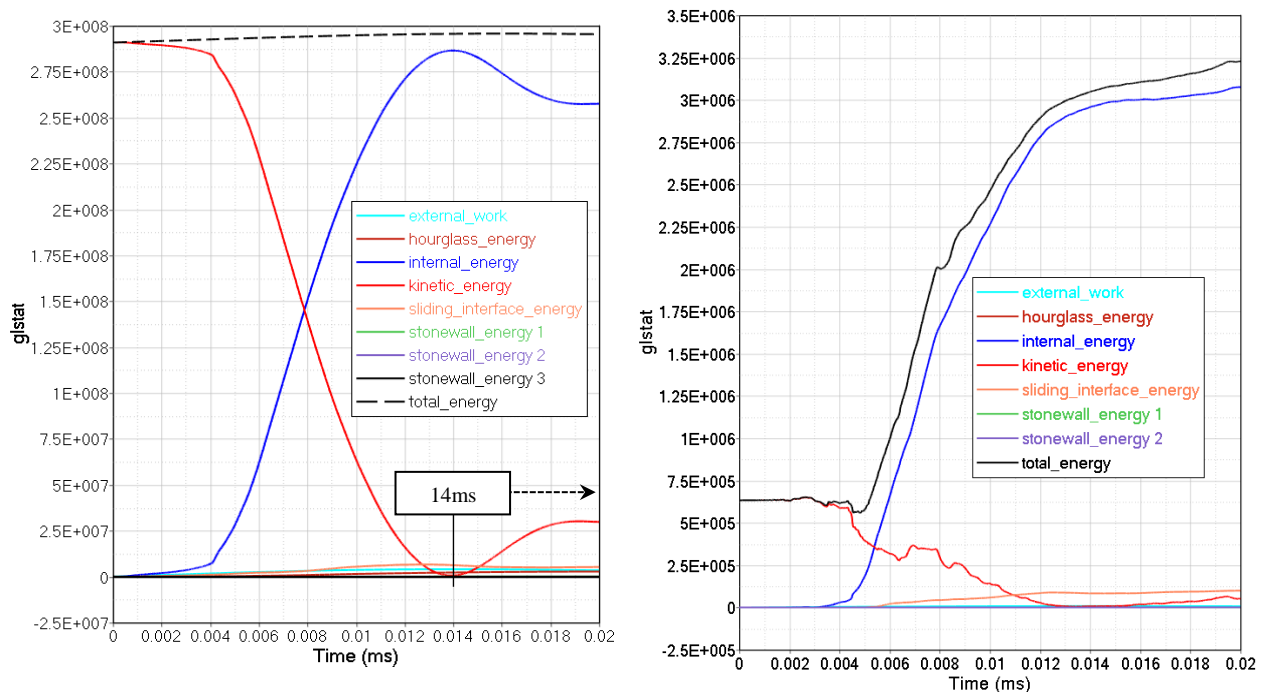 3E+008
2.75E+008
2.5E+008
2.25E+008
2E+008
1.75E+008
1.5E+008
1.25E+008
1E+008
7.5E+007
5E+007
2.5E+007
0
-2.5E+007
glstat
external_work
hourglass_energy
internal_energy
kinetic_energy
sliding_interface_energy
stonewall_energy 1
stonewall_energy 2
stonewall_energy 3
total_energy
14ms
0 0.002 0.004 0.006 0.008 0.01 0.012 0.014 0.016 0.018 0.02
Time (ms)
3.5E+006
3.25E+006
3E+006
2.75E+006
2.5E+006
2.25E+006
2E+006
1.75E+006
1.5E+006
1.25E+006
1E+006
7.5E+005
5E+005
2.5E+005
0
-2.5E+005
glstat
external_work
hourglass_energy
internal_energy
kinetic_energy
sliding_interface_energy
stonewall_energy 1
stonewall_energy 2
total_energy
0 0.002 0.004 0.006 0.008 0.01 0.012 0.014 0.016 0.018 0.02
Time (ms)